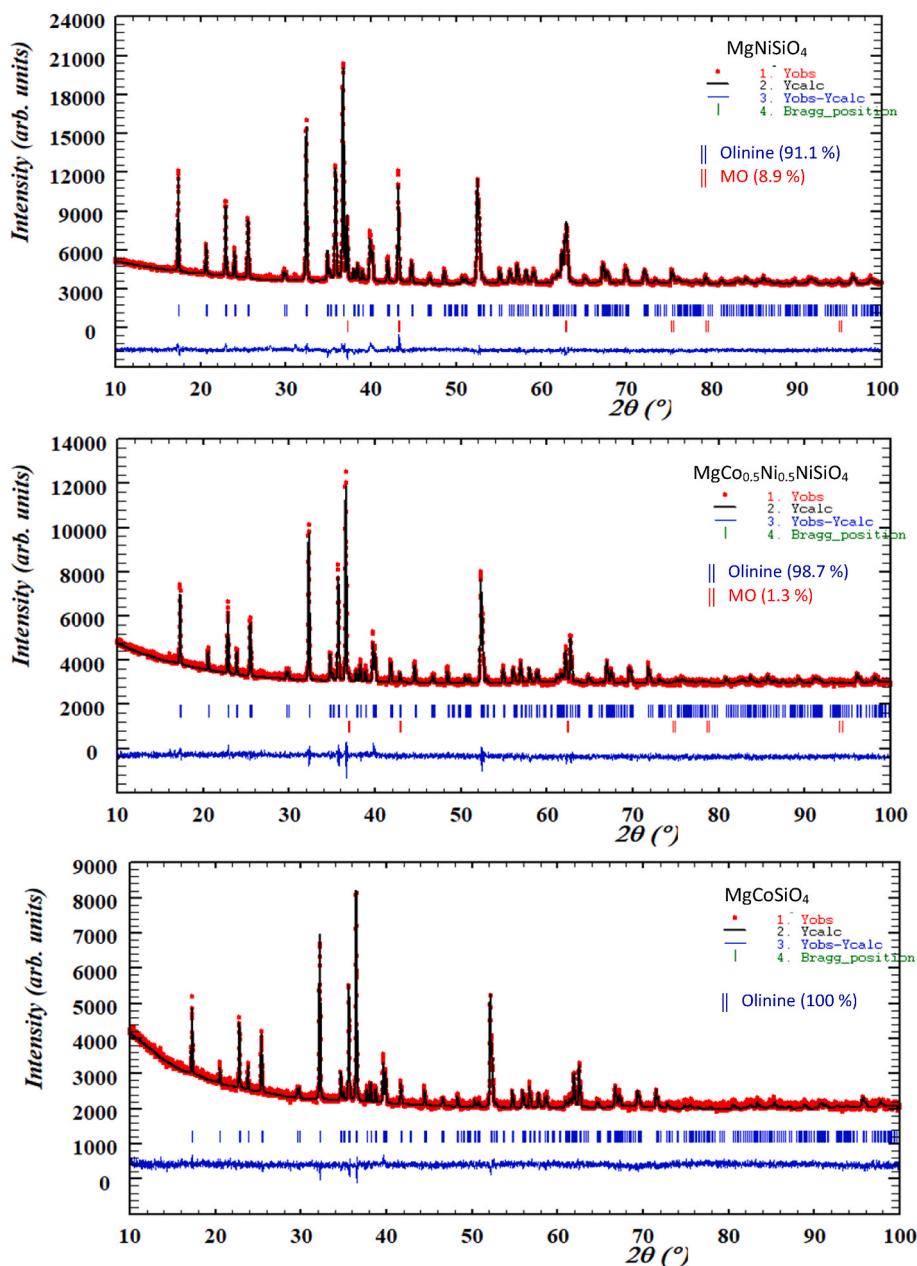 MgNiSiO4
1. Yobs
2. Ycalc
3. Yobs-Ycalc
4. Bragg_position
Olinine (91.1 %)
MO (8.9 %)
Intensity (arb. units)
24000
21000
18000
15000
12000
9000
6000
3000
0
10 20 30 40 50 60 70 80 90 100
2θ (°)
MgCo0.5Ni0.5NiSiO4
1. Yobs
2. Ycalc
3. Yobs-Ycalc
4. Bragg_position
Olinine (98.7 %)
MO (1.3 %)
Intensity (arb. units)
14000
12000
10000
8000
6000
4000
2000
0
10 20 30 40 50 60 70 80 90 100
2θ (°)
MgCoSiO4
1. Yobs
2. Ycalc
3. Yobs-Ycalc
4. Bragg_position
Olinine (100 %)
Intensity (arb. units)
9000
8000
7000
6000
5000
4000
3000
2000
1000
0
10 20 30 40 50 60 70 80 90 100
2θ (°)